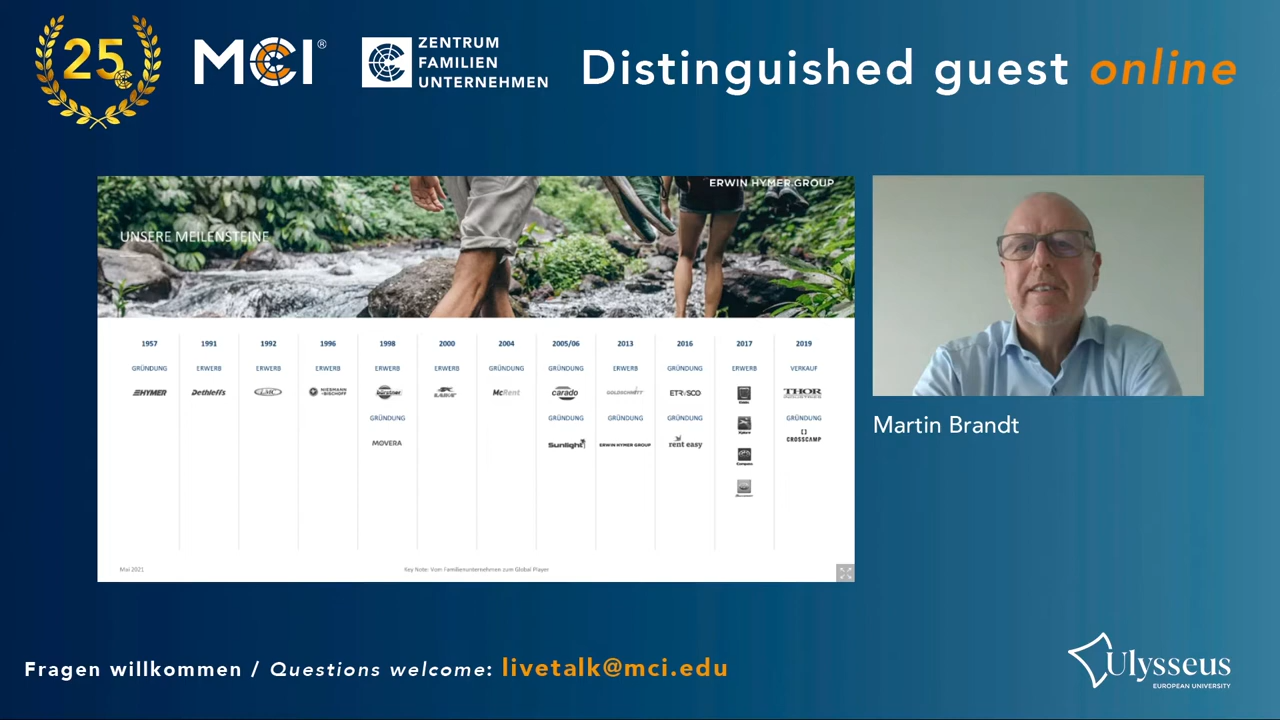 25
MCI®
ZENTRUM
FAMILIEN
UNTERNEHMEN
Distinguished guest online
ERWIN HYMER GROUP
UNSERE MEILENSTEINE
1957
GRÜNDUNG
HYMER
1991
ERWERB
Dethleffs
1992
ERWERB
LMC
1996
ERWERB
NIESMANN
+BISCHOFF
1998
ERWERB
bürstner
GRÜNDUNG
MOVERA
2000
ERWERB
LAIKA
2004
GRÜNDUNG
McRent
2005/06
GRÜNDUNG
carado
GRÜNDUNG
Sunlight
2013
ERWERB
GOLDSCHMITT
GRÜNDUNG
ERWIN HYMER GROUP
2016
GRÜNDUNG
ETRUSCO
GRÜNDUNG
rent easy
2017
ERWERB
Xplore
Compass
2019
VERKAUF
THOR
INDUSTRIES
GRÜNDUNG
CROSSCAMP
Mai 2021
Key Note: Vom Familienunternehmen zum Global Player
Martin Brandt
Fragen willkommen / Questions welcome: livetalk@mci.edu
Ulysseus
EUROPEAN UNIVERSITY